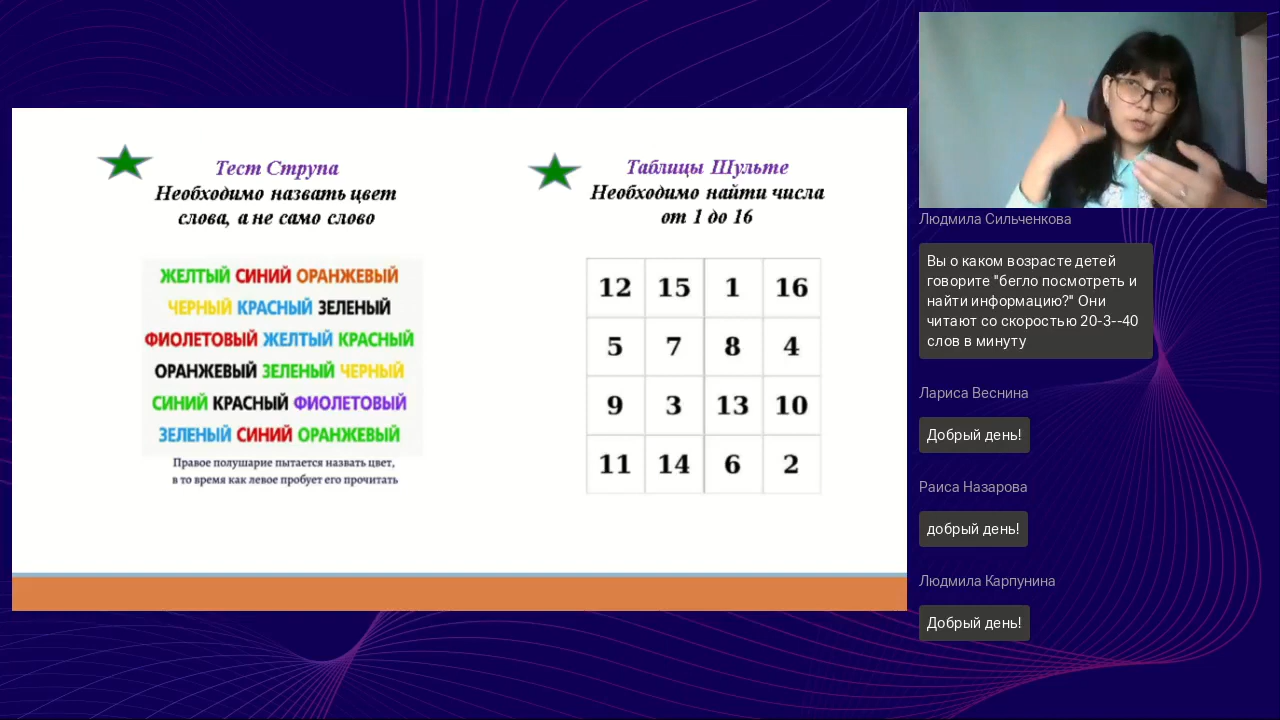 Тест Струпа
Необходимо назвать цвет
слова, а не само слово
ЖЕЛТЫЙ СИНИЙ ОРАНЖЕВЫЙ
ЧЕРНЫЙ КРАСНЫЙ ЗЕЛЕНЫЙ
ФИОЛЕТОВЫЙ ЖЕЛТЫЙ КРАСНЫЙ
ОРАНЖЕВЫЙ ЗЕЛЕНЫЙ ЧЕРНЫЙ
СИНИЙ КРАСНЫЙ ФИОЛЕТОВЫЙ
ЗЕЛЕНЫЙ СИНИЙ ОРАНЖЕВЫЙ
Правое полушарие пытается назвать цвет,
в то время как левое пробует его прочитать
Таблицы Шульте
Необходимо найти числа
от 1 до 16
12 15 1 16
5 7 8 4
9 3 13 10
11 14 6 2
Людмила Сильченкова
Вы о каком возрасте детей
говорите "бегло посмотреть и
найти информацию?" Они
читают со скоростью 20-3--40
слов в минуту
Лариса Веснина
Добрый день!
Раиса Назарова
добрый день!
Людмила Карпунина
Добрый день!